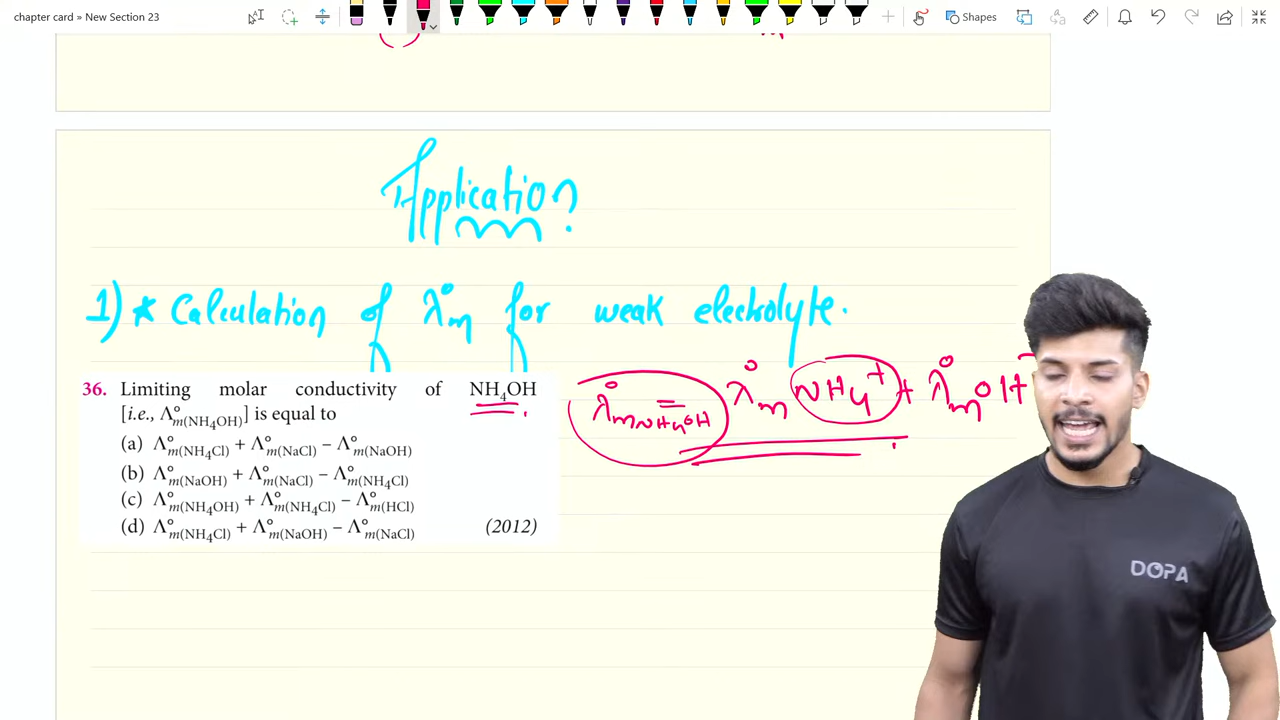 chapter card » New Section 23
Shapes
Application?
1) * Calculation of λ°m for weak electrolyte.
36. Limiting molar conductivity of NH₄OH
[i.e., Λ°m(NH₄OH)] is equal to
(a) Λ°m(NH₄Cl) + Λ°m(NaCl) − Λ°m(NaOH)
(b) Λ°m(NaOH) + Λ°m(NaCl) − Λ°m(NH₄Cl)
(c) Λ°m(NH₄OH) + Λ°m(NH₄Cl) − Λ°m(HCl)
(d) Λ°m(NH₄Cl) + Λ°m(NaOH) − Λ°m(NaCl) (2012)
λ°m NH₄OH = λ°m NH₄⁺ + λ°m OH⁻
DOPA